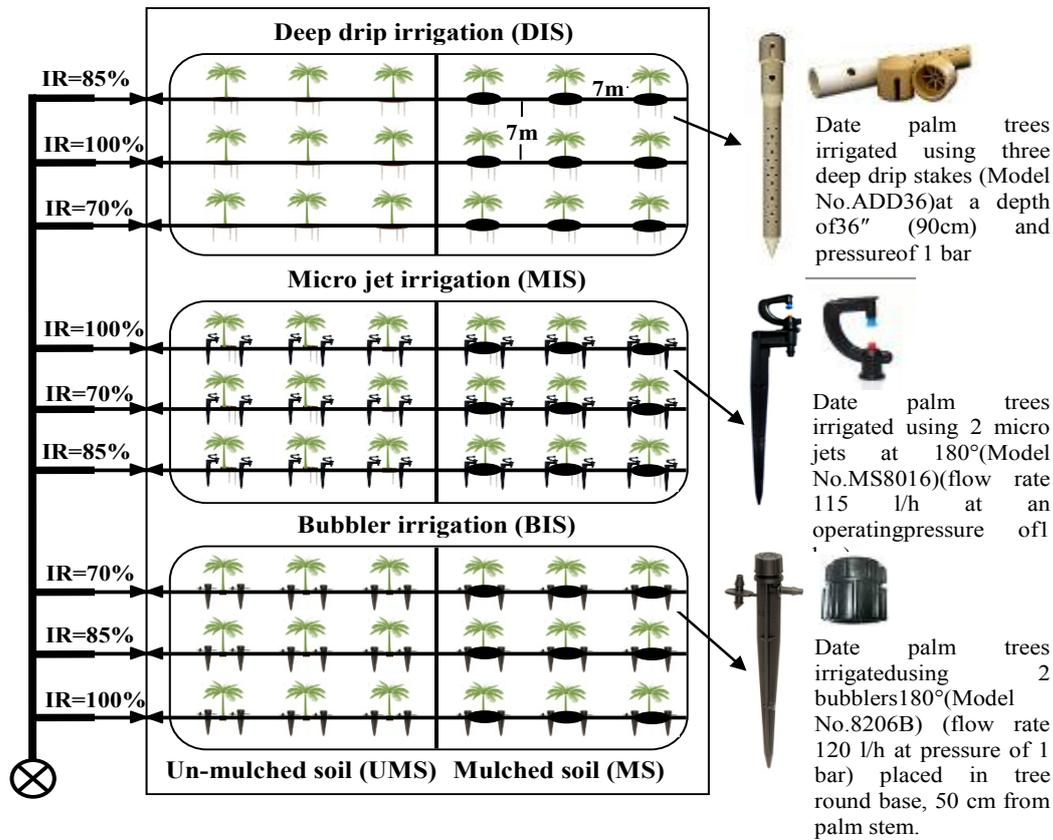 Deep drip irrigation (DIS)
IR=85%
7m
7m
IR=100%
IR=70%
Date palm trees
irrigated using three
deep drip stakes (Model
No.ADD36)at a depth
of36″ (90cm) and
pressureof 1 bar
Micro jet irrigation (MIS)
IR=100%
IR=70%
IR=85%
Date palm trees
irrigated using 2 micro
jets at 180°(Model
No.MS8016)(flow rate
115 l/h at an
operatingpressure of1
Bubbler irrigation (BIS)
IR=70%
IR=85%
IR=100%
Date palm trees
irrigatedusing 2
bubblers180°(Model
No.8206B) (flow rate
120 l/h at pressure of 1
bar) placed in tree
round base, 50 cm from
palm stem.
Un-mulched soil (UMS) Mulched soil (MS)